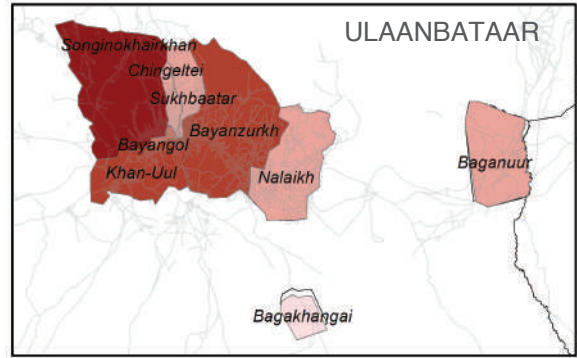 ULAANBATAAR
Songinokhairkhan
Chingeltei
Sukhbaatar
Bayanzurkh
Bayangol
Khan-Uul
Nalaikh
Baganuur
Bagakhangai